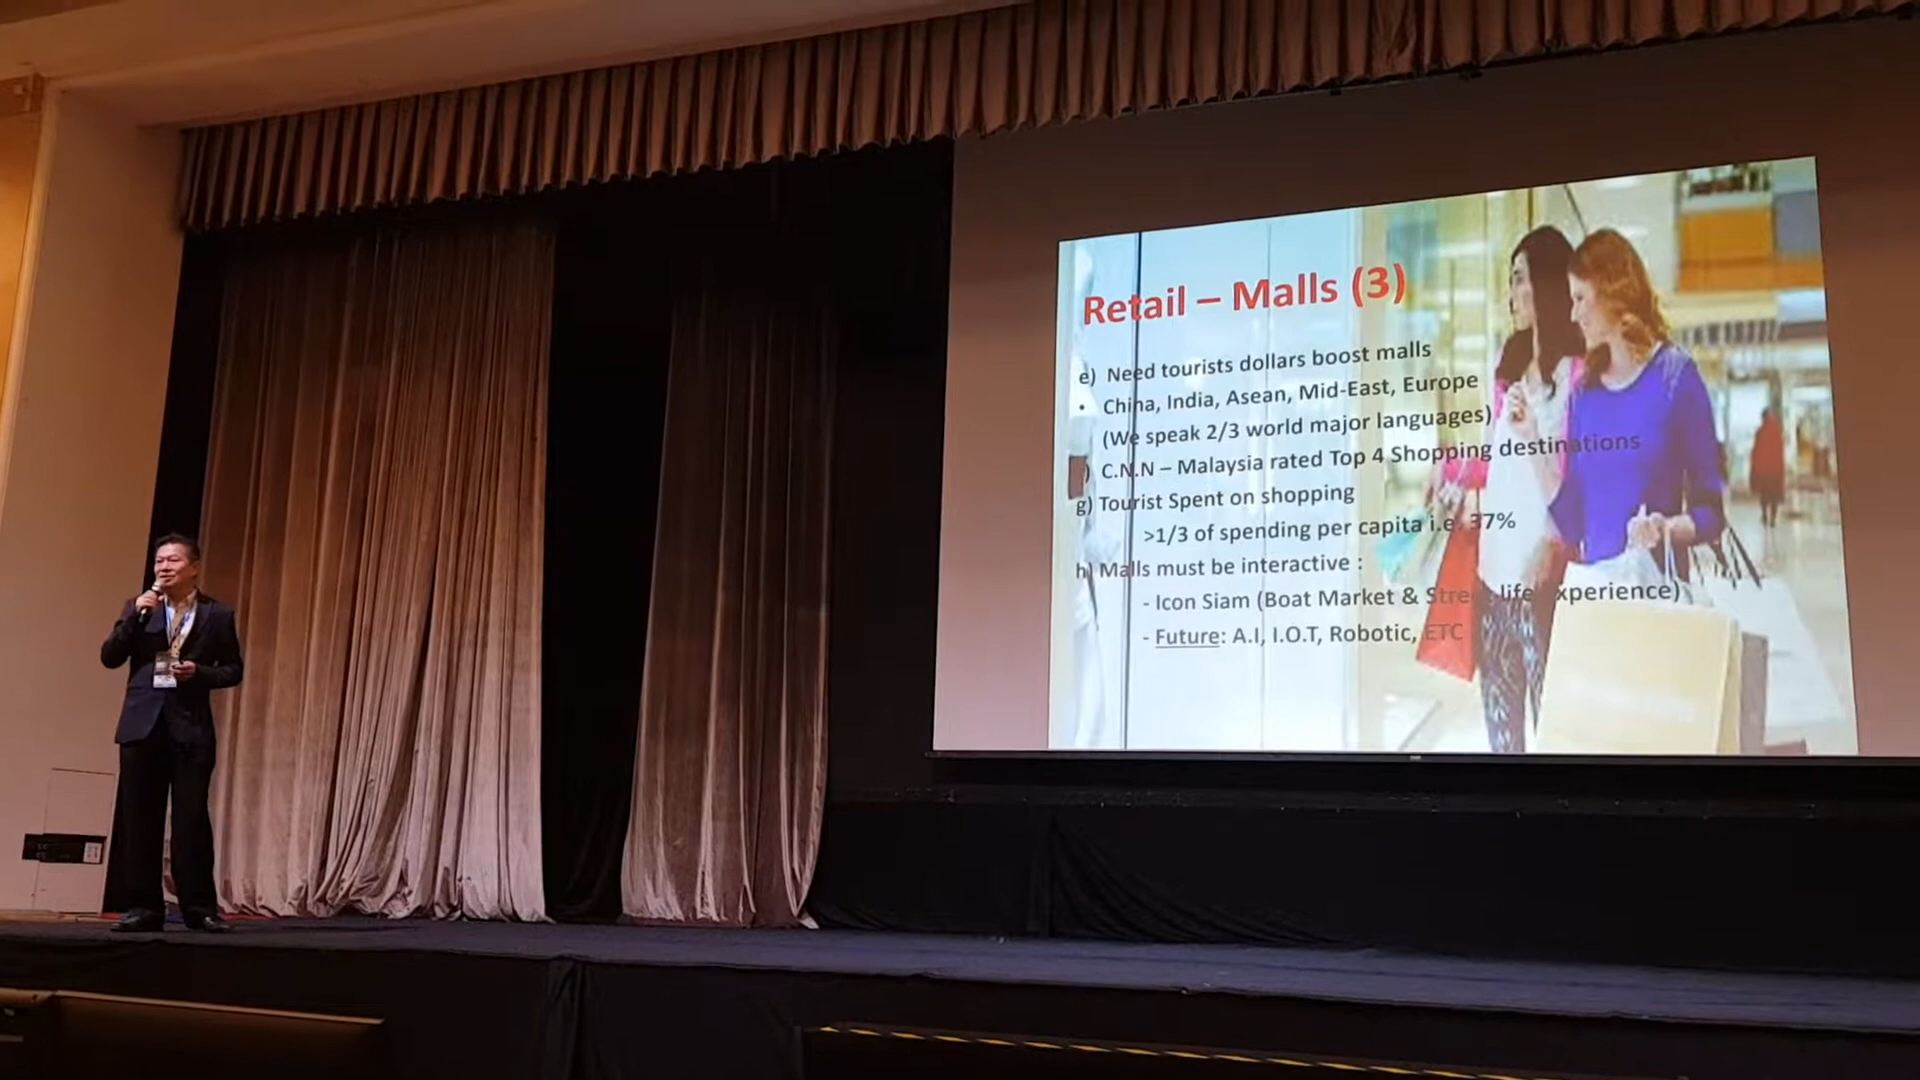 Retail – Malls (3)
e) Need tourists dollars boost malls
• China, India, Asean, Mid-East, Europe
(We speak 2/3 world major languages)
) C.N.N – Malaysia rated Top 4 Shopping destinations
g) Tourist Spent on shopping
>1/3 of spending per capita i.e. 37%
h) Malls must be interactive :
- Icon Siam (Boat Market & Street life experience)
- Future: A.I, I.O.T, Robotic, ETC